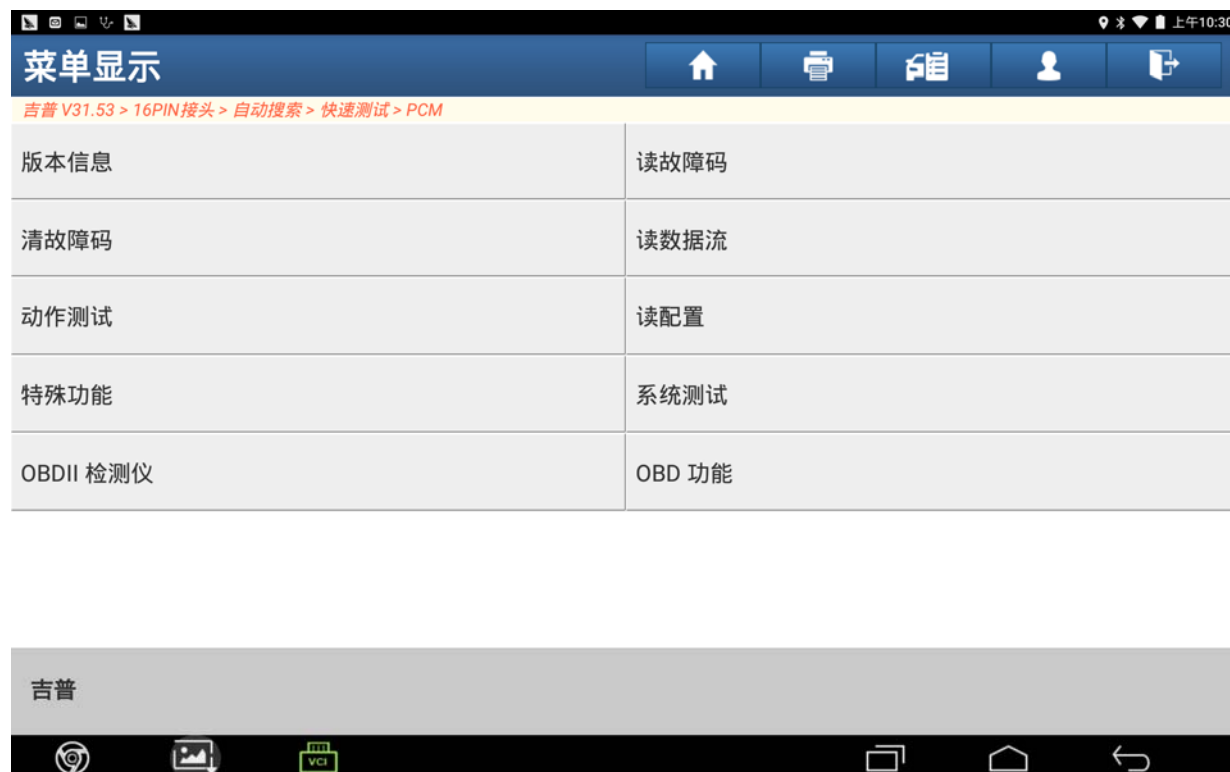 上午10:30
菜单显示
吉普 V31.53 > 16PIN接头 > 自动搜索 > 快速测试 > PCM
版本信息
读故障码
清故障码
读数据流
动作测试
读配置
特殊功能
系统测试
OBDII 检测仪
OBD 功能
吉普
VCI